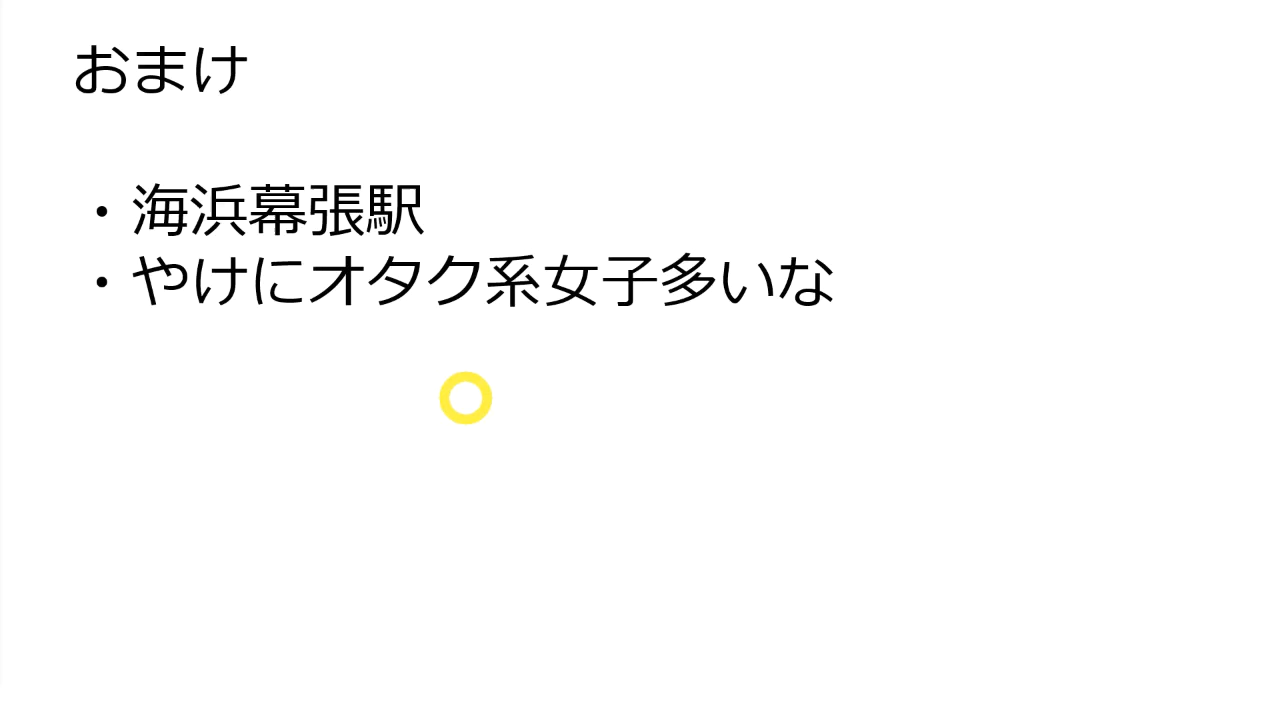 おまけ
・海浜幕張駅
・やけにオタク系女子多いな